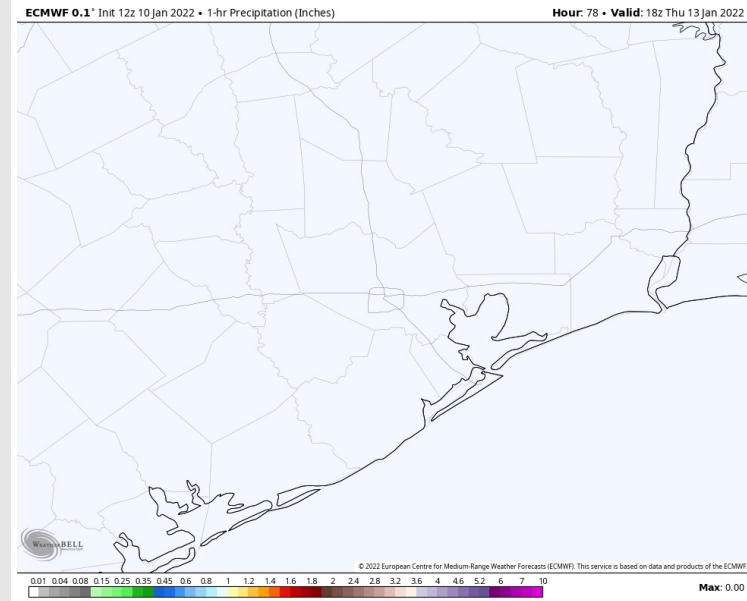 ECMWF 0.1° Init 12z 10 Jan 2022 • 1-hr Precipitation (Inches) Hour: 78 • Valid: 18z Thu 13 Jan 2022
WeatherBELL
© 2022 European Centre for Medium-Range Weather Forecasts (ECMWF). This service is based on data and products of the ECMWF
0.01 0.04 0.08 0.15 0.25 0.35 0.45 0.6 0.8 1 1.2 1.4 1.6 1.8 2 2.4 2.8 3.2 3.6 4 4.6 5.2 6 7 10
Max: 0.00